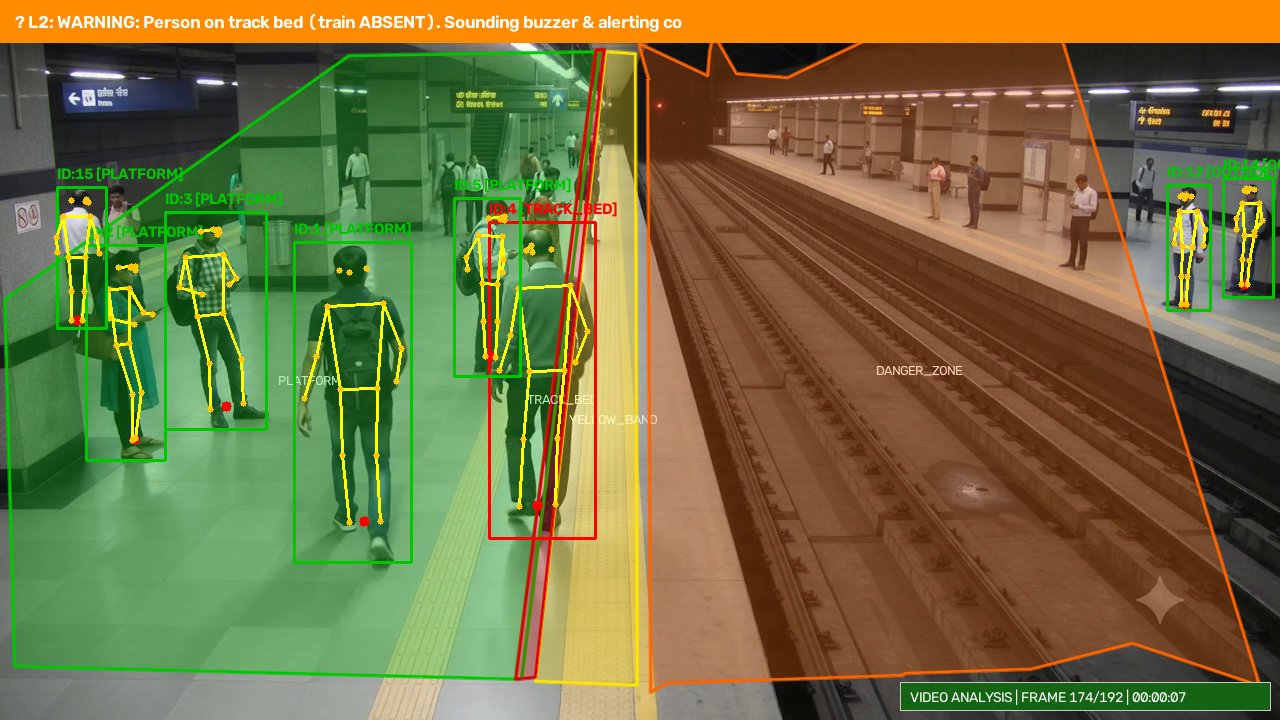 ? L2: WARNING: Person on track bed (train ABSENT). Sounding buzzer & alerting co
ID:15 [PLATFORM]
ID:3 [PLATFORM]
[PLATFORM]
ID:1 [PLATFORM]
[PLATFORM]
ID:4 [TRACK_BED]
ID:12
PLATFORM
TRACK_BED
YELLOW_BAND
DANGER_ZONE
VIDEO ANALYSIS | FRAME 174/192 | 00:00:07